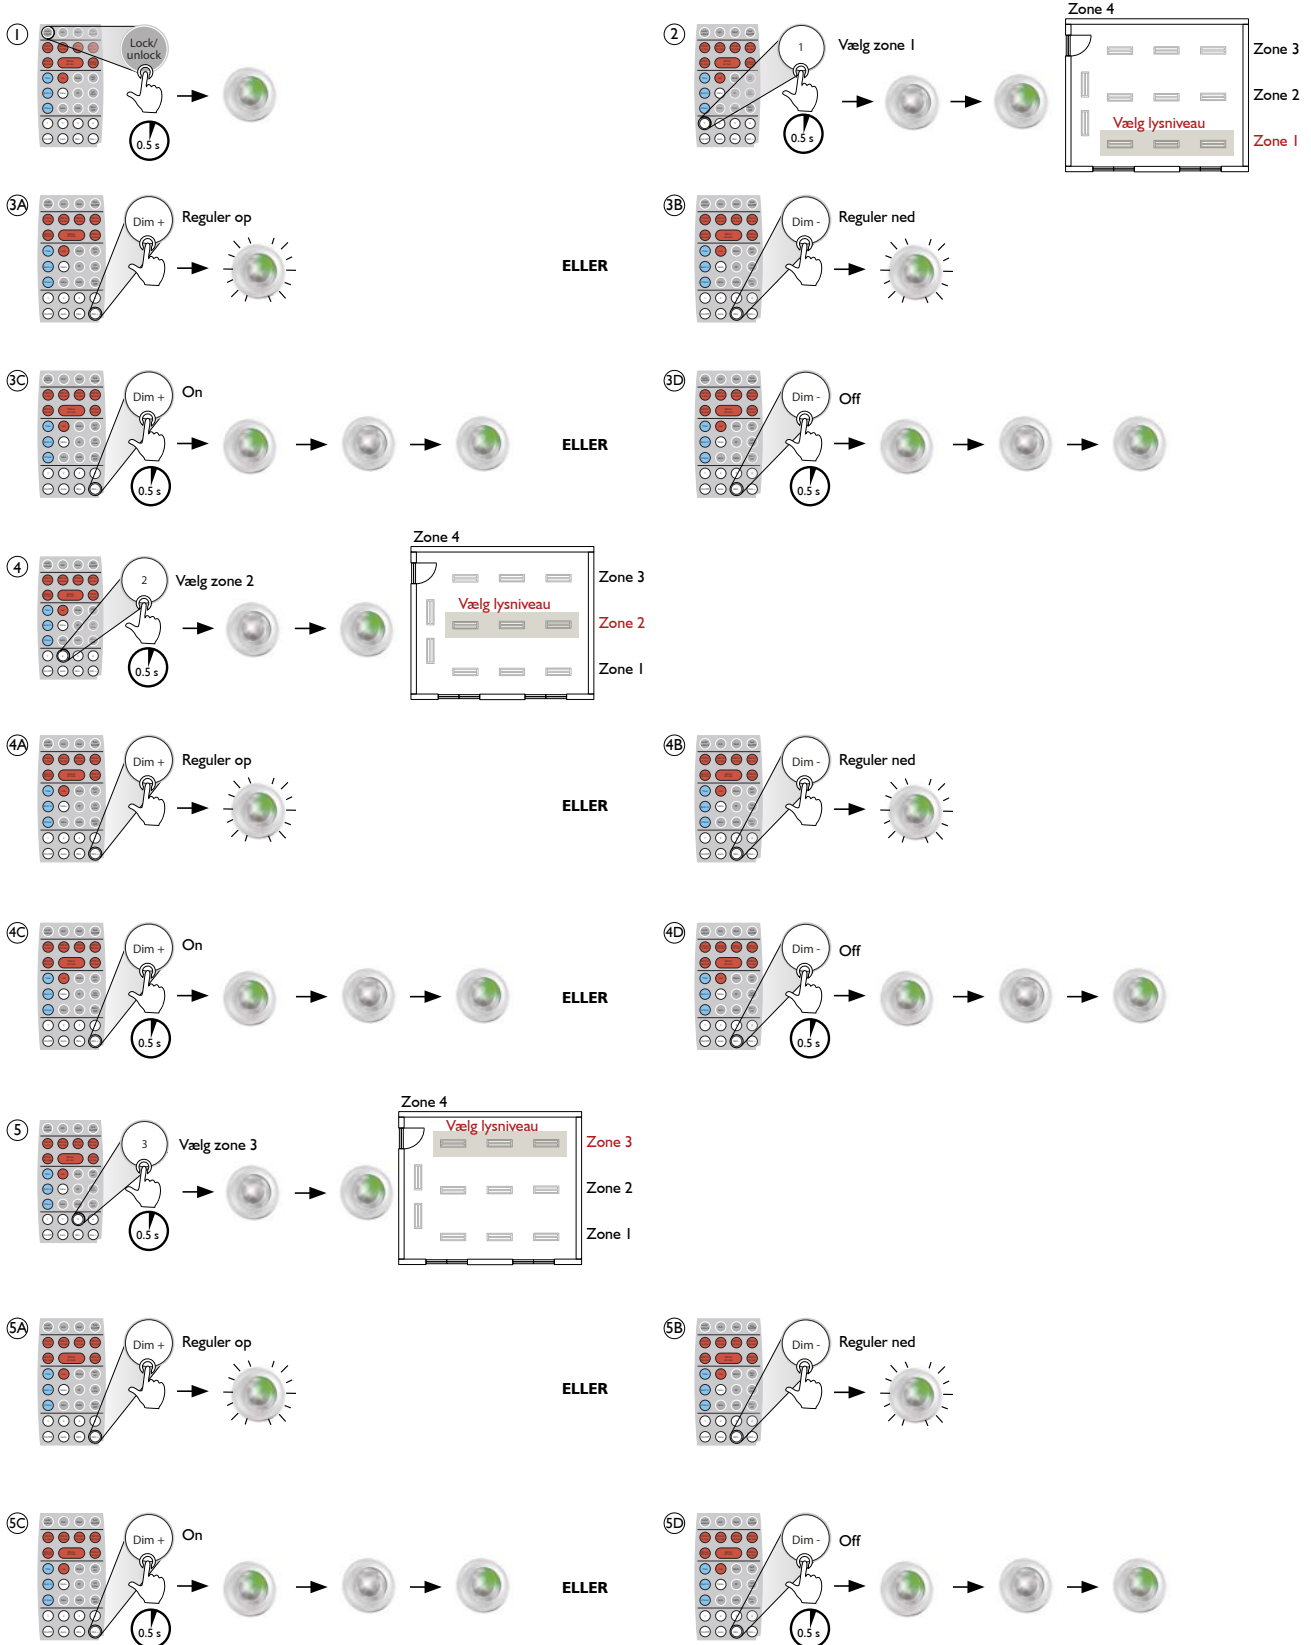 1
Lock/
unlock
0.5 s
2
1
Vælg zone 1
0.5 s
Zone 4
Zone 3
Zone 2
Vælg lysniveau
Zone 1
3A
Dim +
Reguler op
ELLER
3B
Dim -
Reguler ned
3C
Dim +
On
0.5 s
ELLER
3D
Dim -
Off
0.5 s
4
2
Vælg zone 2
0.5 s
Zone 4
Zone 3
Vælg lysniveau
Zone 2
Zone 1
4A
Dim +
Reguler op
ELLER
4B
Dim -
Reguler ned
4C
Dim +
On
0.5 s
ELLER
4D
Dim -
Off
0.5 s
5
3
Vælg zone 3
0.5 s
Zone 4
Vælg lysniveau
Zone 3
Zone 2
Zone 1
5A
Dim +
Reguler op
ELLER
5B
Dim -
Reguler ned
5C
Dim +
On
0.5 s
ELLER
5D
Dim -
Off
0.5 s